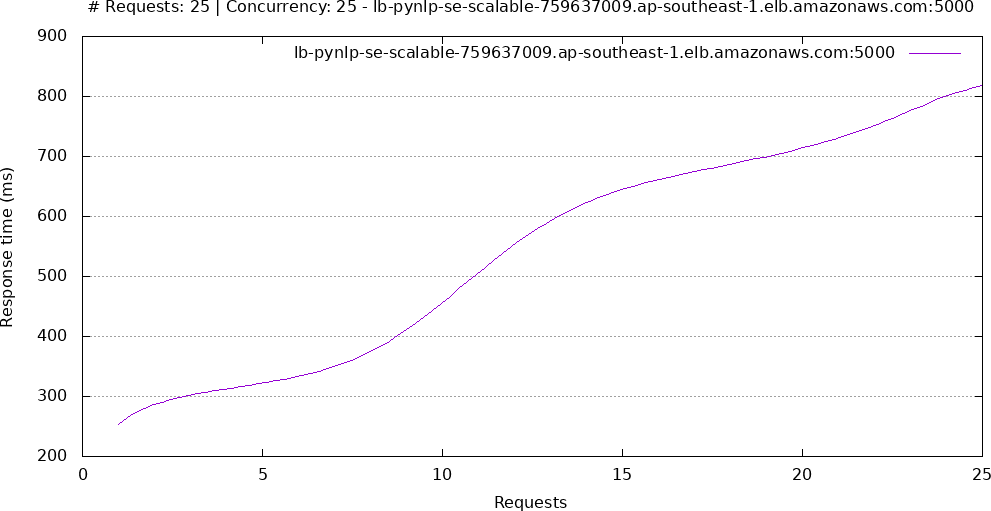 # Requests: 25 | Concurrency: 25 - lb-pynlp-se-scalable-759637009.ap-southeast-1.elb.amazonaws.com:5000
lb-pynlp-se-scalable-759637009.ap-southeast-1.elb.amazonaws.com:5000
900
800
700
600
500
400
300
200
Response time (ms)
0 5 10 15 20 25
Requests